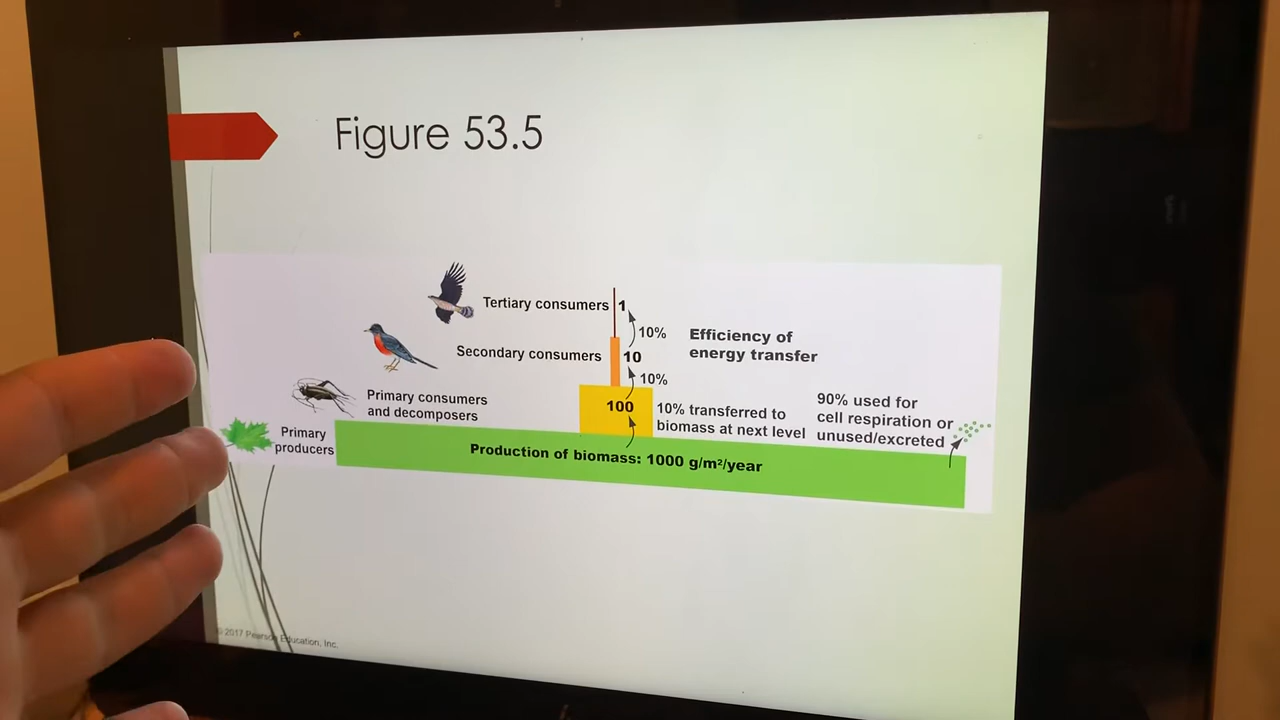 Figure 53.5
Tertiary consumers
1
10%
Efficiency of
energy transfer
Secondary consumers
10
10%
Primary consumers
and decomposers
100
10% transferred to
biomass at next level
90% used for
cell respiration or
unused/excreted
Primary
producers
Production of biomass: 1000 g/m²/year
© 2017 Pearson Education, Inc.